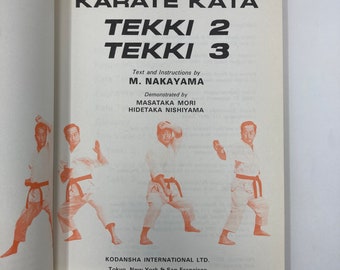 KARATE KATA
TEKKI 2
TEKKI 3
Text and Instructions by
M. NAKAYAMA
Demonstrated by
MASATAKA MORI
HIDETAKA NISHIYAMA
KODANSHA INTERNATIONAL LTD.
Tokyo, New York & San Francisco